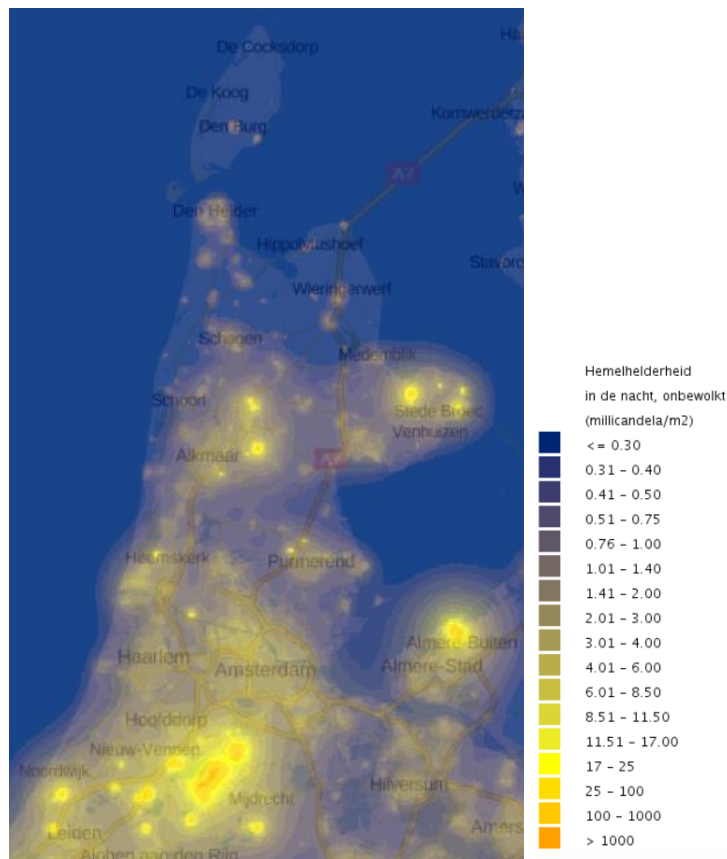 De Cocksdorp
De Koog
Den Burg
Kornwerderz
A7
Den Helder
Hippolytushoef
Stavore
Wieringerwerf
Schagen
Medemblik
Schoorl
Stede Broec
Venhuizen
Alkmaar
A7
Heemskerk
Purmerend
Almere-Buiten
Almere-Stad
Haarlem
Amsterdam
Hoofddorp
Nieuw-Vennep
Noordwijk
Mijdrecht
Hilversum
Leiden
Amers
Alphen aan den Rijn
Hemelhelderheid
in de nacht, onbewolkt
(millicandela/m2)
<= 0.30
0.31 – 0.40
0.41 – 0.50
0.51 – 0.75
0.76 – 1.00
1.01 – 1.40
1.41 – 2.00
2.01 – 3.00
3.01 – 4.00
4.01 – 6.00
6.01 – 8.50
8.51 – 11.50
11.51 – 17.00
17 – 25
25 – 100
100 – 1000
> 1000